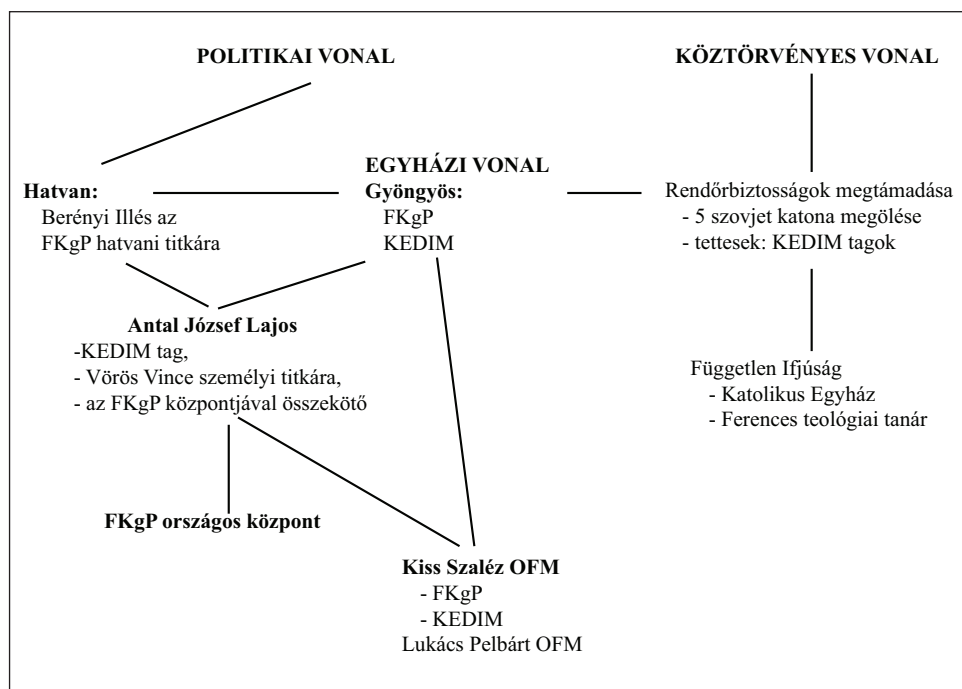 POLITIKAI VONAL
KÖZTÖRVÉNYES VONAL
EGYHÁZI VONAL
Hatvan:
Berényi Illés az
FKgP hatvani titkára
Gyöngyös:
FKgP
KEDIM
Rendőrbiztosságok megtámadása
- 5 szovjet katona megölése
- tettesek: KEDIM tagok
Antal József Lajos
-KEDIM tag,
- Vörös Vince személyi titkára,
- az FKgP központjával összekötő
Független Ifjúság
- Katolikus Egyház
- Ferences teológiai tanár
FKgP országos központ
Kiss Szaléz OFM
- FKgP
- KEDIM
Lukács Pelbárt OFM